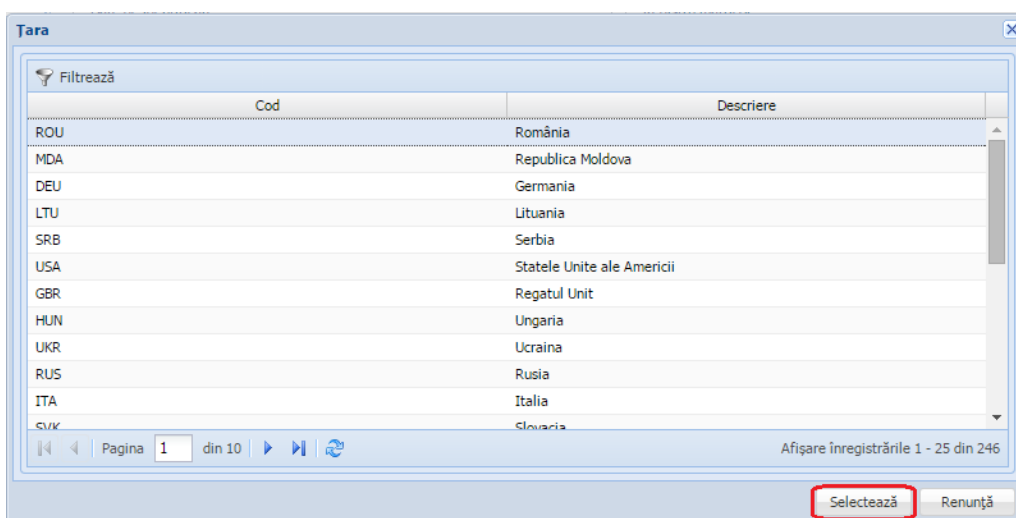 Țara
Filtrează
Cod Descriere
ROU România
MDA Republica Moldova
DEU Germania
LTU Lituania
SRB Serbia
USA Statele Unite ale Americii
GBR Regatul Unit
HUN Ungaria
UKR Ucraina
RUS Rusia
ITA Italia
SVK Slovacia
Pagina 1 din 10 Afișare înregistrările 1 - 25 din 246
Selectează Renunță